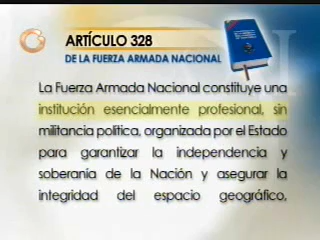 ARTÍCULO 328
DE LA FUERZA ARMADA NACIONAL
La Fuerza Armada Nacional constituye una
institución esencialmente profesional, sin
militancia política, organizada por el Estado
para garantizar la independencia y
soberanía de la Nación y asegurar la
integridad del espacio geográfico,